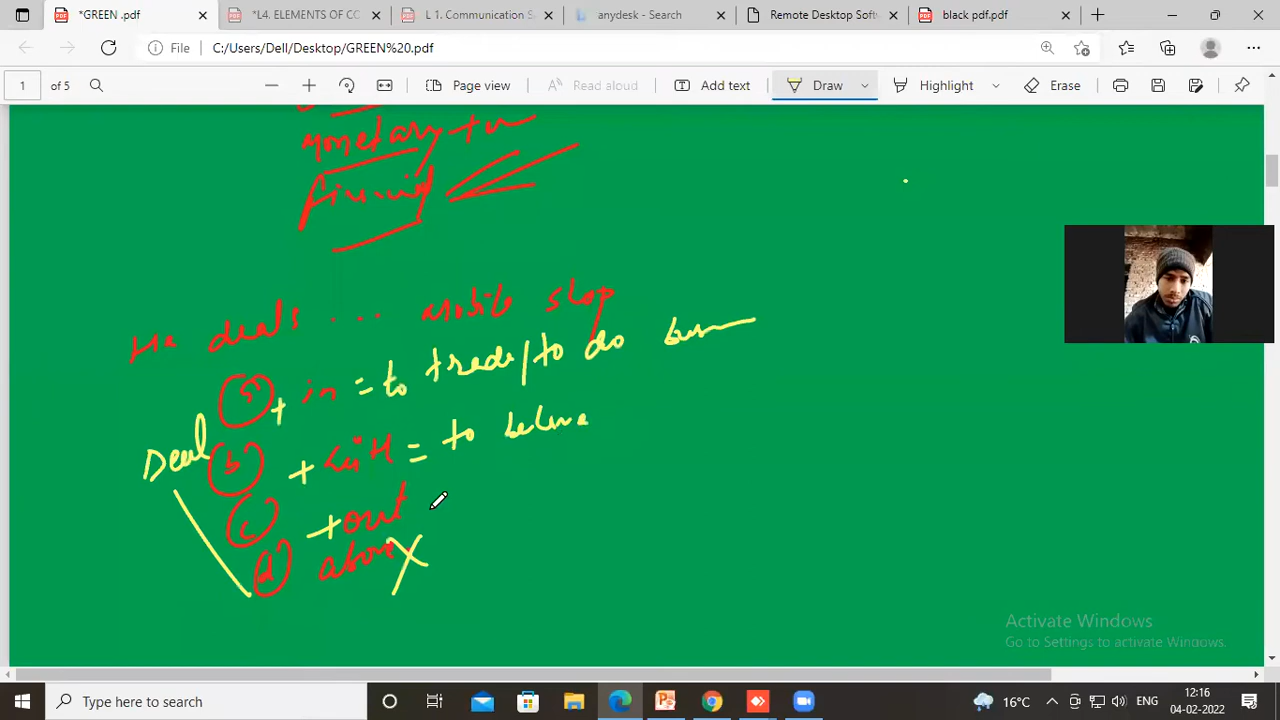 *GREEN .pdf
*L4. ELEMENTS OF CC
L 1. Communication S
anydesk - Search
Remote Desktop Softw
black pdf.pdf
File C:/Users/Dell/Desktop/GREEN%20.pdf
1 of 5 Page view Read aloud Add text Draw Highlight Erase
monetary
He deals ... Mobile shop
+ in = to trade/to do
Deal
(b) + with = to
(c) + out
(d) above X
Activate Windows
Go to Settings to activate Windows.
Type here to search
16°C ENG 12:16
04-02-2022